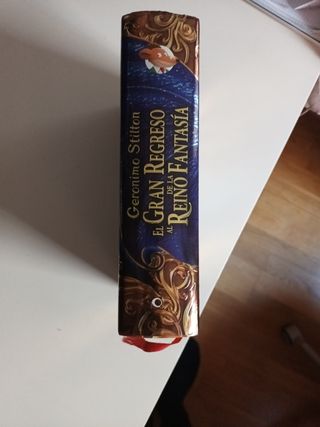 Geronimo Stilton
EL GRAN REGRESO
AL REINO DE LA FANTASÍA